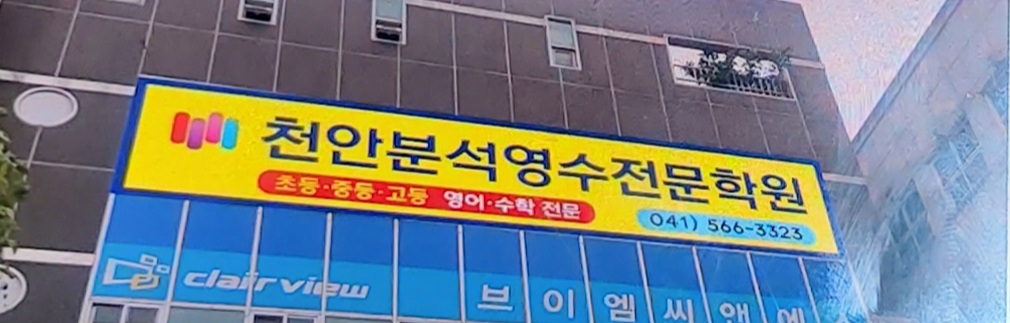 천안분석영수전문학원
초등·중등·고등 영어·수학 전문
041) 566-3323
clairview
브이엠씨앤에